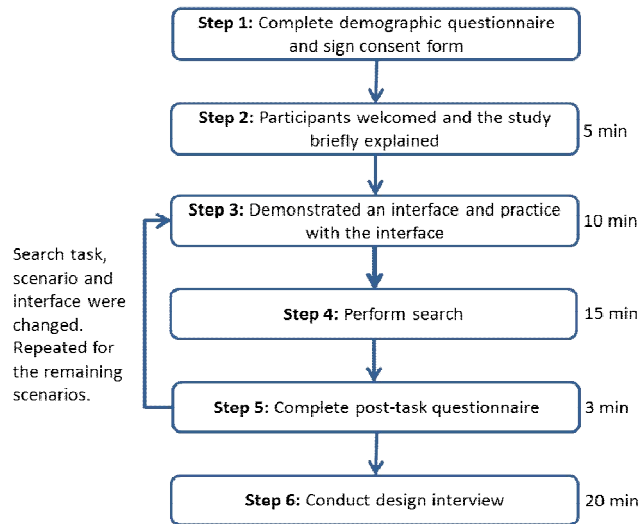 Step 1: Complete demographic questionnaire
and sign consent form
Step 2: Participants welcomed and the study
briefly explained
5 min
Step 3: Demonstrated an interface and practice
with the interface
10 min
Search task,
scenario and
interface were
changed.
Repeated for
the remaining
scenarios.
Step 4: Perform search
15 min
Step 5: Complete post-task questionnaire
3 min
Step 6: Conduct design interview
20 min